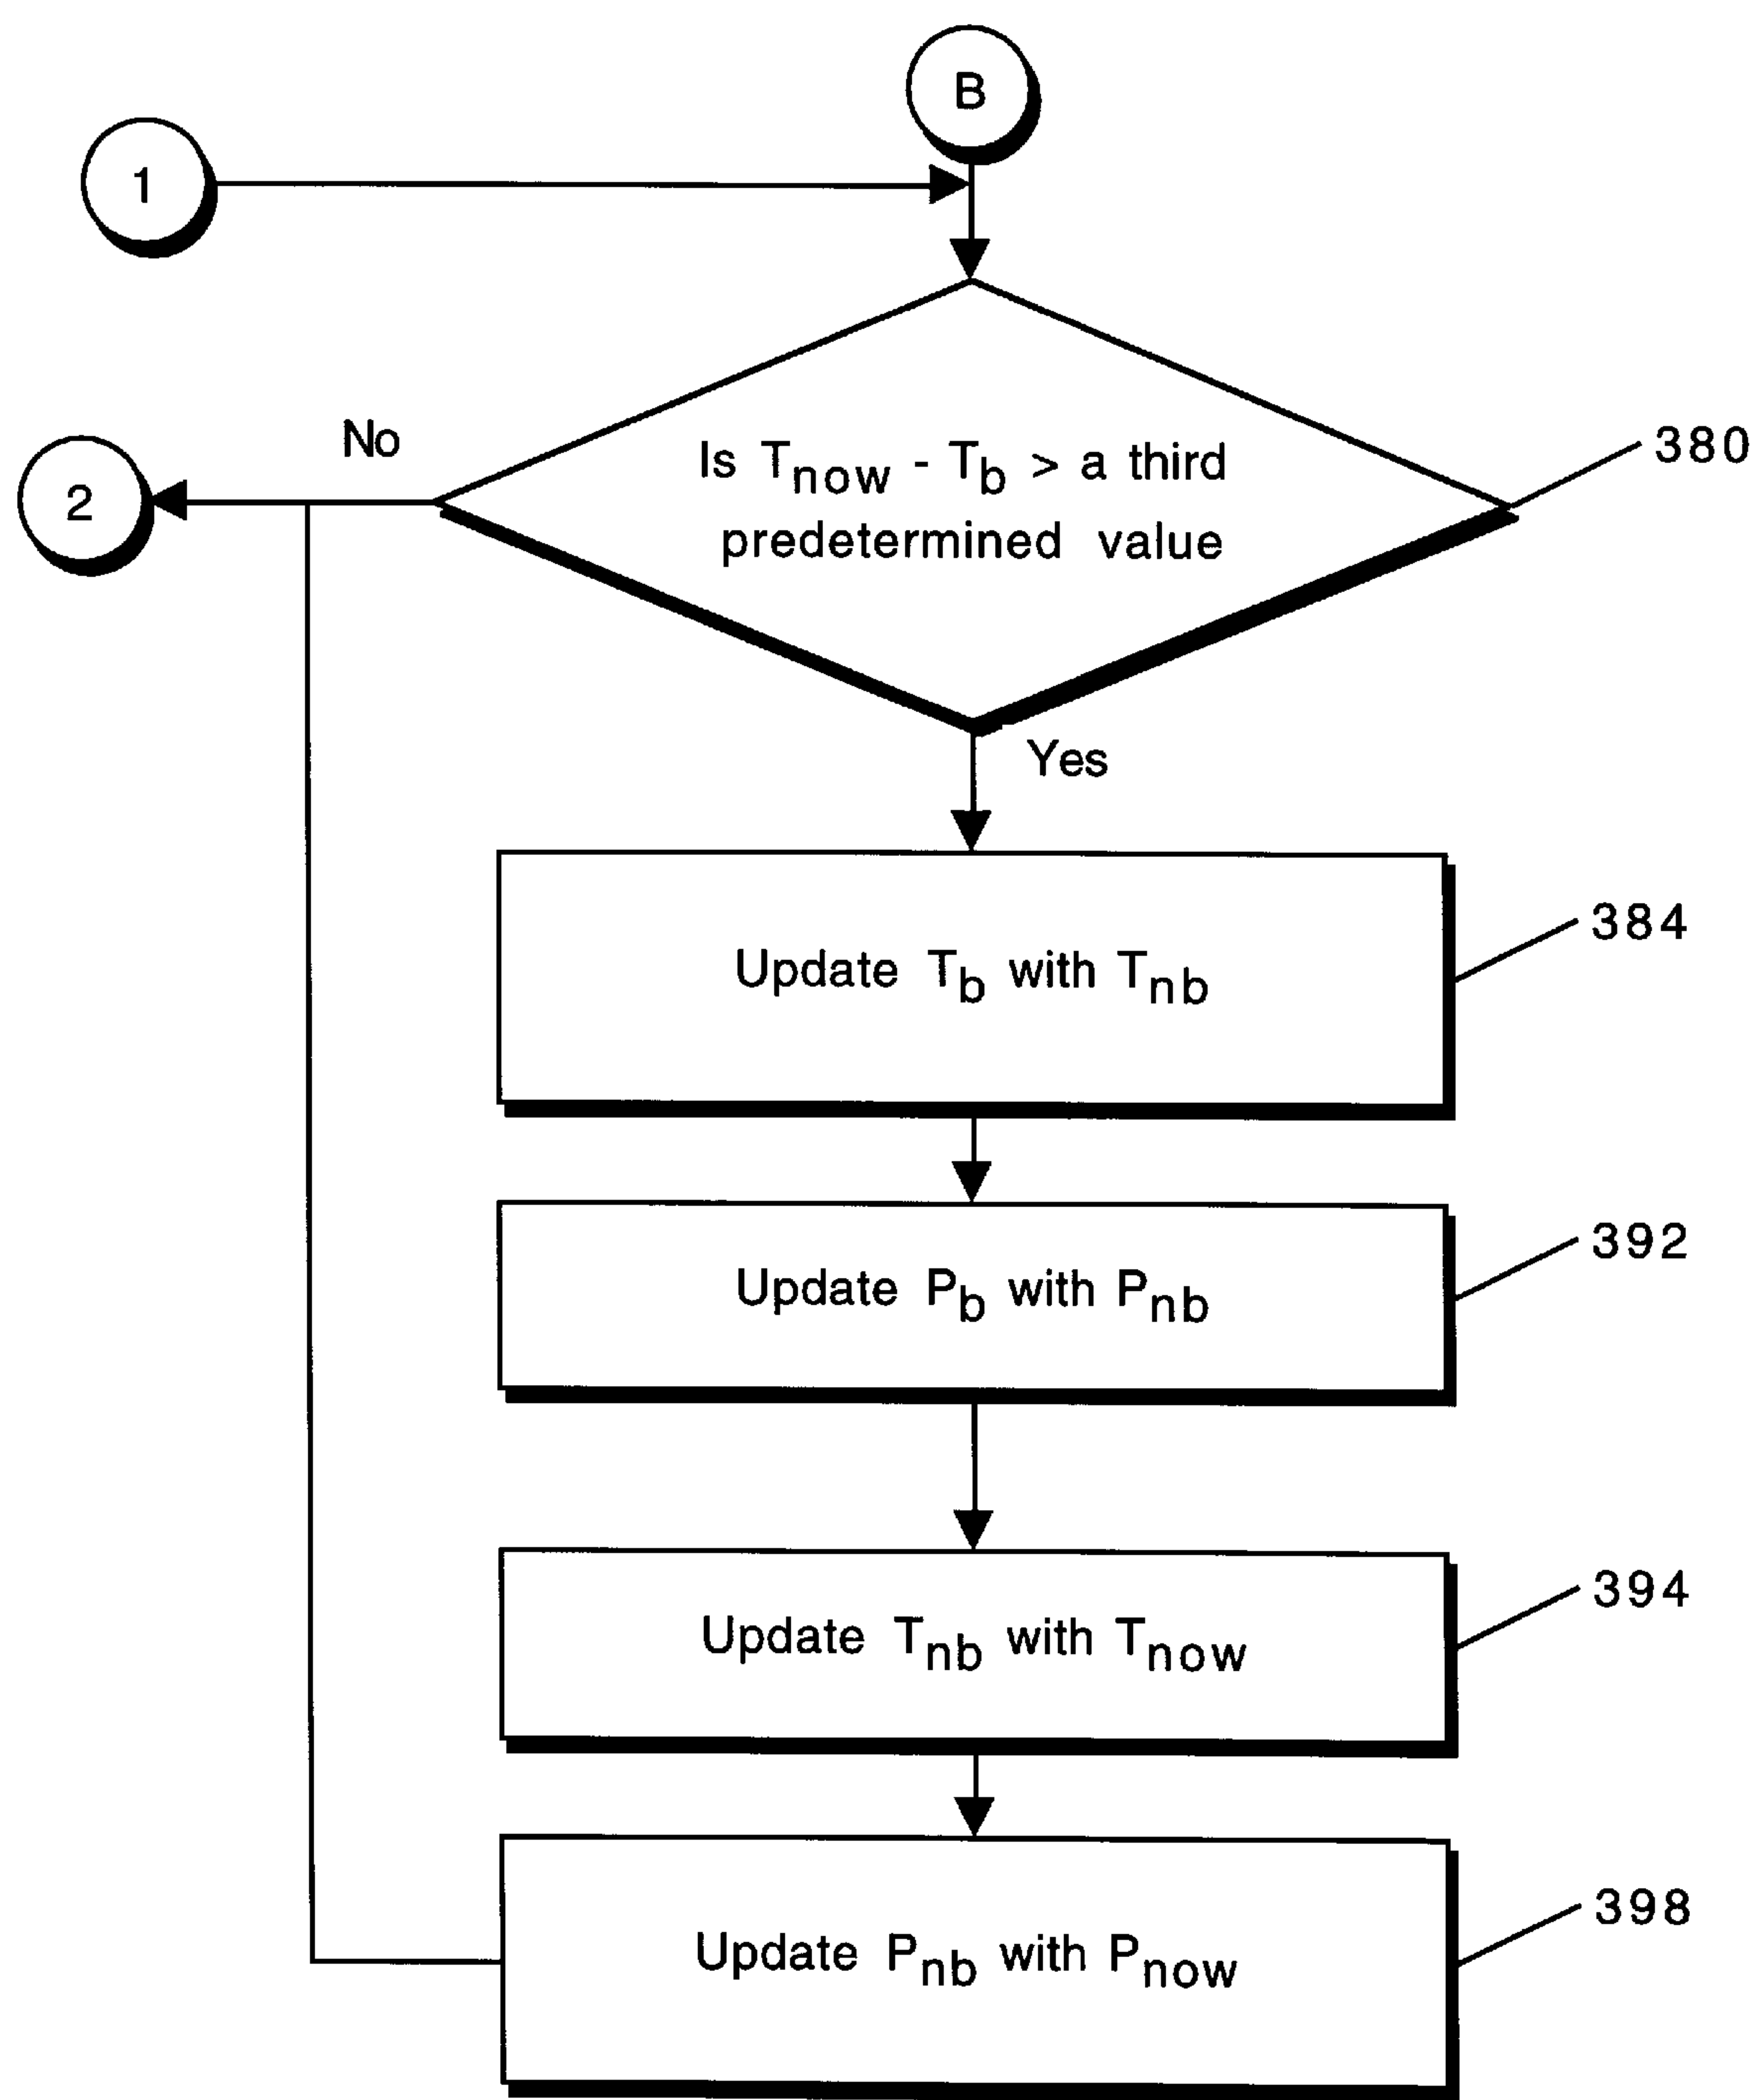 B
1
No
2
Is Tnow - Tb > a third
predetermined value
380
Yes
Update Tb with Tnb
384
Update Pb with Pnb
392
Update Tnb with Tnow
394
Update Pnb with Pnow
398